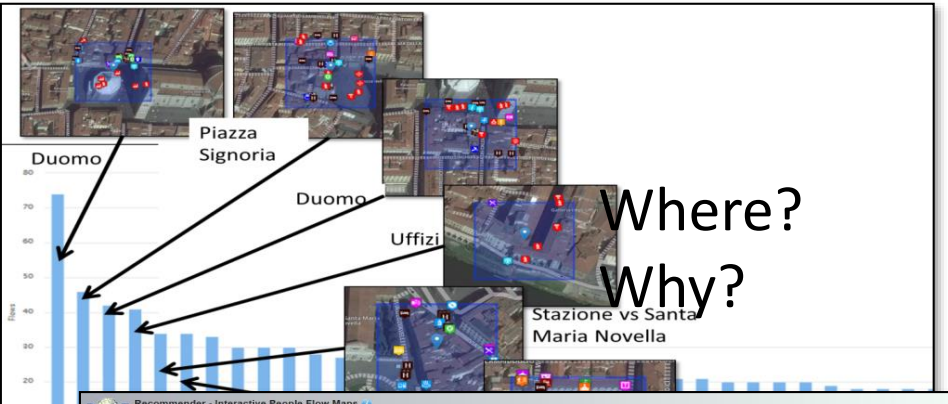 Piazza
Signoria
Duomo
80
70
60
50
40
30
20
Flows
Duomo
Uffizi
Where?
Why?
Stazione vs Santa
Maria Novella
Recommender - Interactive People Flow Maps